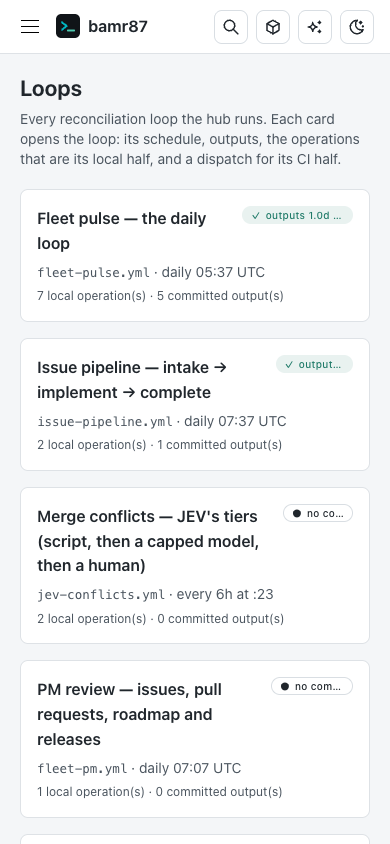 bamr87
Loops
Every reconciliation loop the hub runs. Each card
opens the loop: its schedule, outputs, the operations
that are its local half, and a dispatch for its CI half.
Fleet pulse — the daily
loop
✓ outputs 1.0d …
fleet-pulse.yml · daily 05:37 UTC
7 local operation(s) · 5 committed output(s)
Issue pipeline — intake →
implement → complete
✓ output…
issue-pipeline.yml · daily 07:37 UTC
2 local operation(s) · 1 committed output(s)
Merge conflicts — JEV's tiers
(script, then a capped model,
then a human)
● no co…
jev-conflicts.yml · every 6h at :23
2 local operation(s) · 0 committed output(s)
PM review — issues, pull
requests, roadmap and
releases
● no com…
fleet-pm.yml · daily 07:07 UTC
1 local operation(s) · 0 committed output(s)